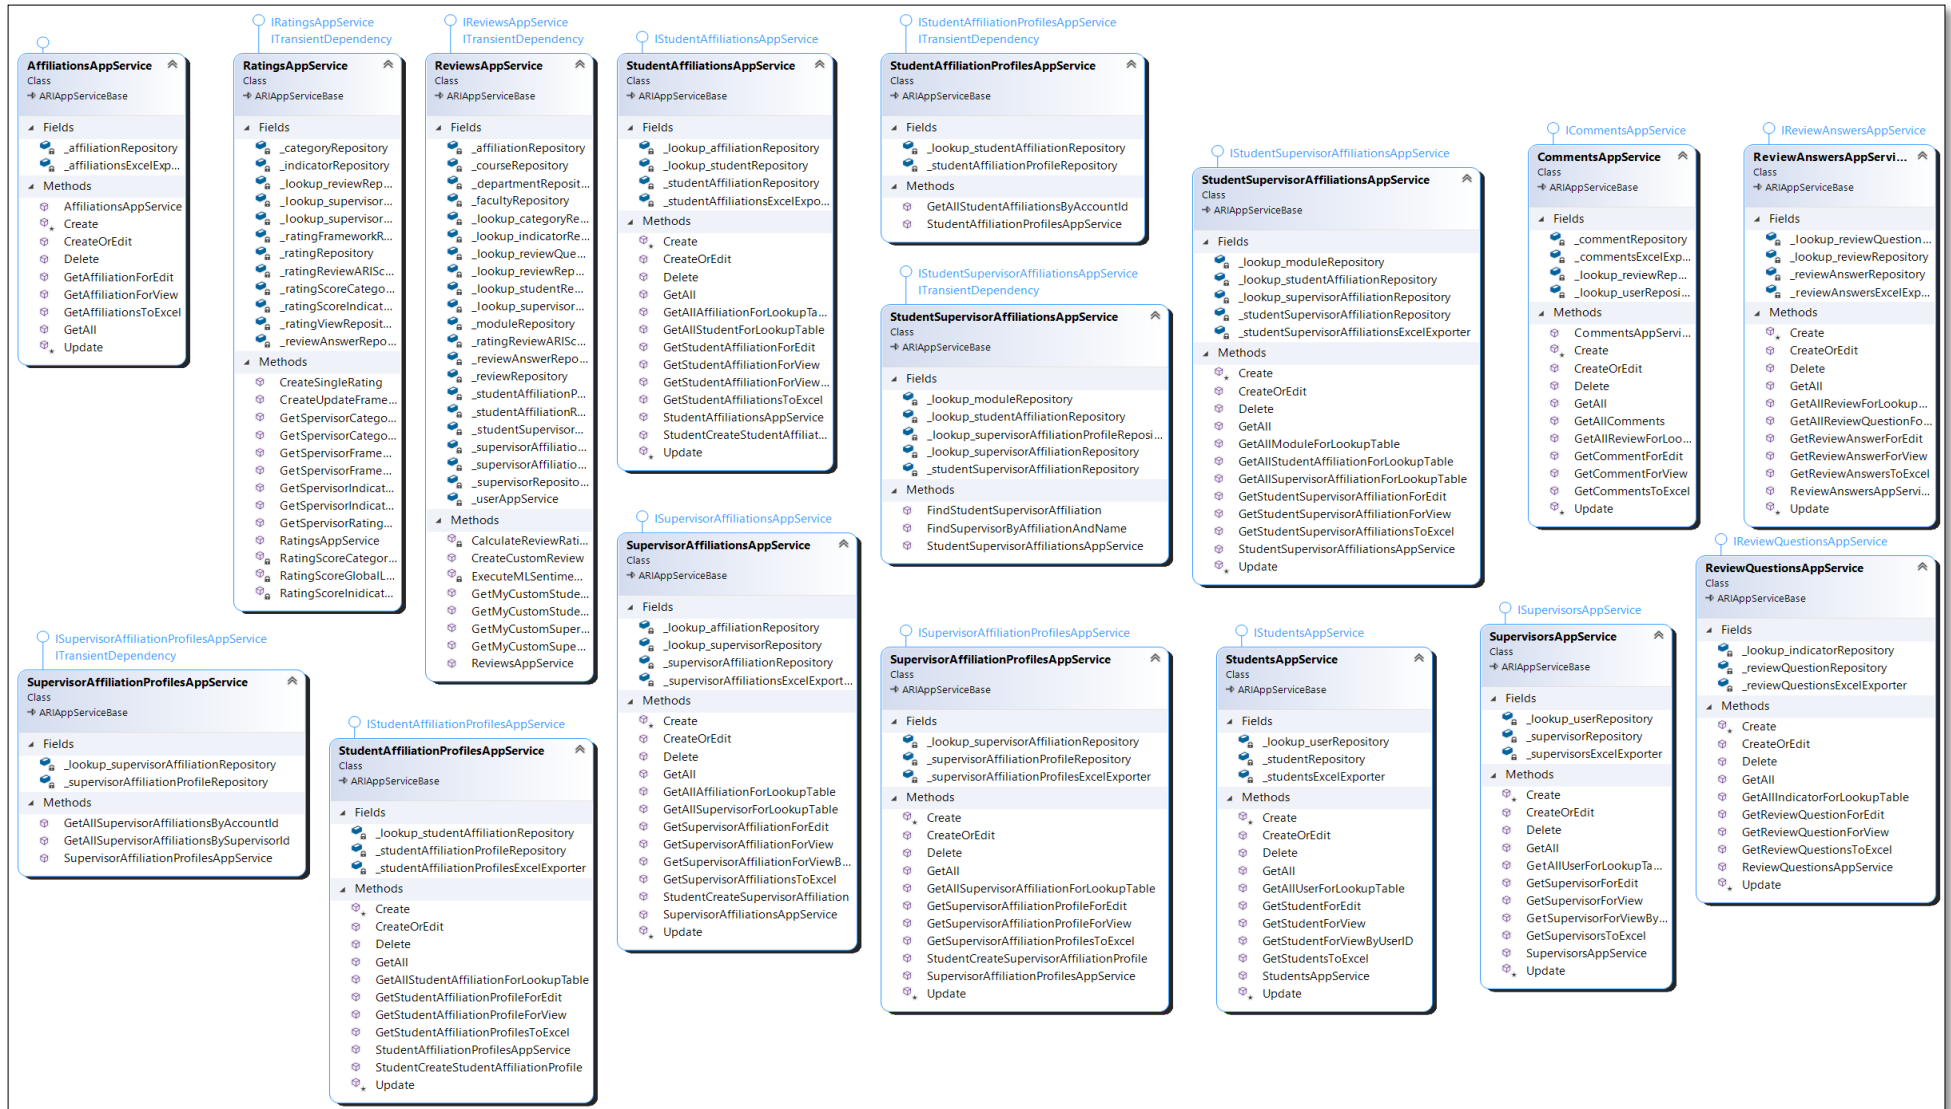 AffiliationsAppService
Class
ARIAppServiceBase
Fields
_affiliationRepository
_affiliationsExcelExp...
Methods
AffiliationsAppService
Create
CreateOrEdit
Delete
GetAffiliationForEdit
GetAffiliationForView
GetAffiliationsToExcel
GetAll
Update
IRatingsAppService
ITransientDependency
RatingsAppService
Class
ARIAppServiceBase
Fields
_categoryRepository
_indicatorRepository
_lookup_reviewRep...
_lookup_supervisor...
_lookup_supervisor...
_ratingFrameworkR...
_ratingRepository
_ratingReviewARISc...
_ratingScoreCatego...
_ratingScoreIndicat...
_ratingViewReposit...
_reviewAnswerRepo...
Methods
CreateSingleRating
CreateUpdateFrame...
GetSpervisorCatego...
GetSpervisorCatego...
GetSpervisorFrame...
GetSpervisorFrame...
GetSpervisorIndicat...
GetSpervisorIndicat...
GetSpervisorRating...
RatingsAppService
RatingScoreCategor...
RatingScoreGlobalL...
RatingScoreInidicat...
IReviewsAppService
ITransientDependency
ReviewsAppService
Class
ARIAppServiceBase
Fields
_affiliationRepository
_courseRepository
_departmentReposit...
_facultyRepository
_lookup_categoryRe...
_lookup_indicatorRe...
_lookup_reviewQue...
_lookup_reviewRep...
_lookup_studentRe...
_lookup_supervisor...
_moduleRepository
_ratingReviewARISc...
_reviewAnswerRepo...
_reviewRepository
_studentAffiliationP...
_studentAffiliationR...
_studentSupervisor...
_supervisorAffiliatio...
_supervisorAffiliatio...
_supervisorReposito...
_userAppService
Methods
CalculateReviewRati...
CreateCustomReview
ExecuteMLSentime...
GetMyCustomStude...
GetMyCustomStude...
GetMyCustomSuper...
GetMyCustomSupe...
ReviewsAppService
IStudentAffiliationsAppService
StudentAffiliationsAppService
Class
ARIAppServiceBase
Fields
_lookup_affiliationRepository
_lookup_studentRepository
_studentAffiliationRepository
_studentAffiliationsExcelExpo...
Methods
Create
CreateOrEdit
Delete
GetAll
GetAllAffiliationForLookupTa...
GetAllStudentForLookupTable
GetStudentAffiliationForEdit
GetStudentAffiliationForView
GetStudentAffiliationForView...
GetStudentAffiliationsToExcel
StudentAffiliationsAppService
StudentCreateStudentAffiliat...
Update
IStudentAffiliationProfilesAppService
ITransientDependency
StudentAffiliationProfilesAppService
Class
ARIAppServiceBase
Fields
_lookup_studentAffiliationRepository
_studentAffiliationProfileRepository
Methods
GetAllStudentAffiliationsByAccountId
StudentAffiliationProfilesAppService
IStudentSupervisorAffiliationsAppService
ITransientDependency
StudentSupervisorAffiliationsAppService
Class
ARIAppServiceBase
Fields
_lookup_moduleRepository
_lookup_studentAffiliationRepository
_lookup_supervisorAffiliationProfileReposi...
_lookup_supervisorAffiliationRepository
_studentSupervisorAffiliationRepository
Methods
FindStudentSupervisorAffiliation
FindSupervisorByAffiliationAndName
StudentSupervisorAffiliationsAppService
IStudentSupervisorAffiliationsAppService
StudentSupervisorAffiliationsAppService
Class
ARIAppServiceBase
Fields
_lookup_moduleRepository
_lookup_studentAffiliationRepository
_lookup_supervisorAffiliationRepository
_studentSupervisorAffiliationRepository
_studentSupervisorAffiliationsExcelExporter
Methods
Create
CreateOrEdit
Delete
GetAll
GetAllModuleForLookupTable
GetAllStudentAffiliationForLookupTable
GetAllSupervisorAffiliationForLookupTable
GetStudentSupervisorAffiliationForEdit
GetStudentSupervisorAffiliationForView
GetStudentSupervisorAffiliationsToExcel
StudentSupervisorAffiliationsAppService
Update
ICommentsAppService
CommentsAppService
Class
ARIAppServiceBase
Fields
_commentRepository
_commentsExcelExp...
_lookup_reviewRep...
_lookup_userReposi...
Methods
CommentsAppServi...
Create
CreateOrEdit
Delete
GetAll
GetAllComments
GetAllReviewForLoo...
GetCommentForEdit
GetCommentForView
GetCommentsToExcel
Update
IReviewAnswersAppService
ReviewAnswersAppServi...
Class
ARIAppServiceBase
Fields
_lookup_reviewQuestion...
_lookup_reviewRepository
_reviewAnswerRepository
_reviewAnswersExcelExp...
Methods
Create
CreateOrEdit
Delete
GetAll
GetAllReviewForLookup...
GetAllReviewQuestionFo...
GetReviewAnswerForEdit
GetReviewAnswerForView
GetReviewAnswersToExcel
ReviewAnswersAppServi...
Update
ISupervisorAffiliationProfilesAppService
ITransientDependency
SupervisorAffiliationProfilesAppService
Class
ARIAppServiceBase
Fields
_lookup_supervisorAffiliationRepository
_supervisorAffiliationProfileRepository
Methods
GetAllSupervisorAffiliationsByAccountId
GetAllSupervisorAffiliationsBySupervisorId
SupervisorAffiliationProfilesAppService
IStudentAffiliationProfilesAppService
StudentAffiliationProfilesAppService
Class
ARIAppServiceBase
Fields
_lookup_studentAffiliationRepository
_studentAffiliationProfileRepository
_studentAffiliationProfilesExcelExporter
Methods
Create
CreateOrEdit
Delete
GetAll
GetAllStudentAffiliationForLookupTable
GetStudentAffiliationProfileForEdit
GetStudentAffiliationProfileForView
GetStudentAffiliationProfilesToExcel
StudentAffiliationProfilesAppService
StudentCreateStudentAffiliationProfile
Update
ISupervisorAffiliationsAppService
SupervisorAffiliationsAppService
Class
ARIAppServiceBase
Fields
_lookup_affiliationRepository
_lookup_supervisorRepository
_supervisorAffiliationRepository
_supervisorAffiliationsExcelExport...
Methods
Create
CreateOrEdit
Delete
GetAll
GetAllAffiliationForLookupTable
GetAllSupervisorForLookupTable
GetSupervisorAffiliationForEdit
GetSupervisorAffiliationForView
GetSupervisorAffiliationForViewB...
GetSupervisorAffiliationsToExcel
StudentCreateSupervisorAffiliation
SupervisorAffiliationsAppService
Update
ISupervisorAffiliationProfilesAppService
SupervisorAffiliationProfilesAppService
Class
ARIAppServiceBase
Fields
_lookup_supervisorAffiliationRepository
_supervisorAffiliationProfileRepository
_supervisorAffiliationProfilesExcelExporter
Methods
Create
CreateOrEdit
Delete
GetAll
GetAllSupervisorAffiliationForLookupTable
GetSupervisorAffiliationProfileForEdit
GetSupervisorAffiliationProfileForView
GetSupervisorAffiliationProfilesToExcel
StudentCreateSupervisorAffiliationProfile
SupervisorAffiliationProfilesAppService
Update
IStudentsAppService
StudentsAppService
Class
ARIAppServiceBase
Fields
_lookup_userRepository
_studentRepository
_studentsExcelExporter
Methods
Create
CreateOrEdit
Delete
GetAll
GetAllUserForLookupTable
GetStudentForEdit
GetStudentForView
GetStudentForViewByUserID
GetStudentsToExcel
StudentsAppService
Update
ISupervisorsAppService
SupervisorsAppService
Class
ARIAppServiceBase
Fields
_lookup_userRepository
_supervisorRepository
_supervisorsExcelExporter
Methods
Create
CreateOrEdit
Delete
GetAll
GetAllUserForLookupTa...
GetSupervisorForEdit
GetSupervisorForView
GetSupervisorForViewBy...
GetSupervisorsToExcel
SupervisorsAppService
Update
IReviewQuestionsAppService
ReviewQuestionsAppService
Class
ARIAppServiceBase
Fields
_lookup_indicatorRepository
_reviewQuestionRepository
_reviewQuestionsExcelExporter
Methods
Create
CreateOrEdit
Delete
GetAll
GetAllIndicatorForLookupTable
GetReviewQuestionForEdit
GetReviewQuestionForView
GetReviewQuestionsToExcel
ReviewQuestionsAppService
Update